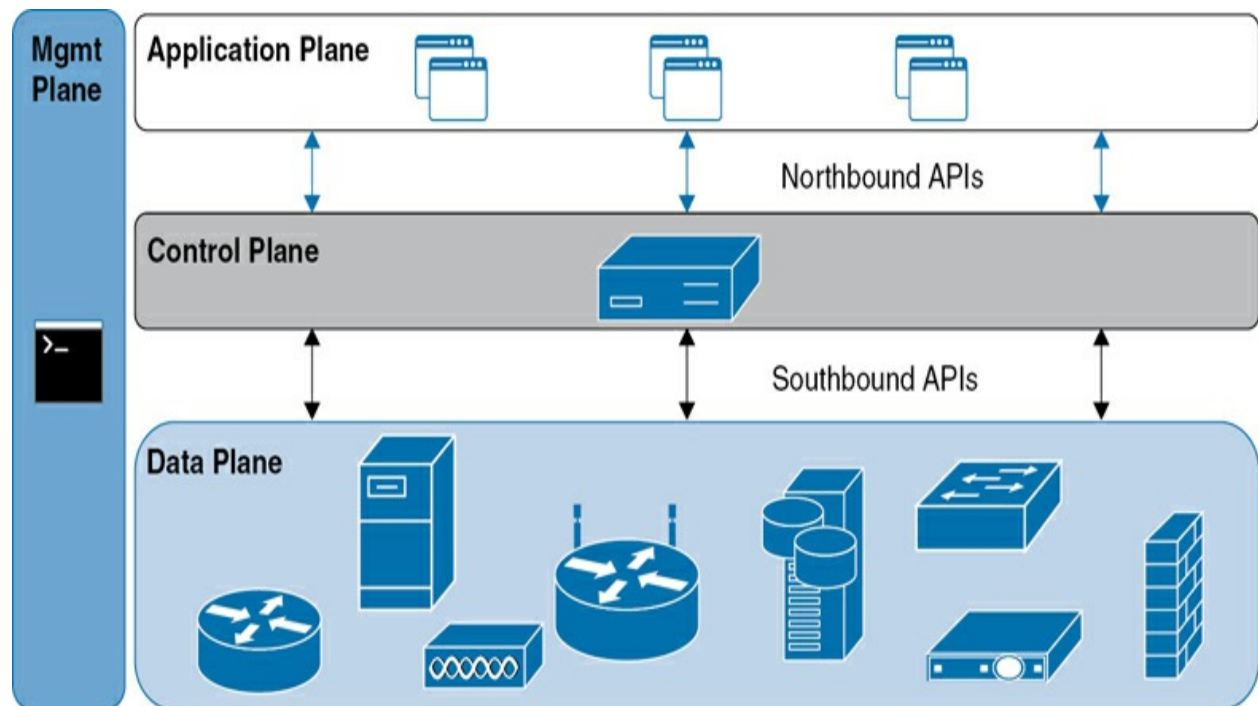 Mgmt
Plane
Application Plane
Northbound APIs
Control Plane
>_
Southbound APIs
Data Plane